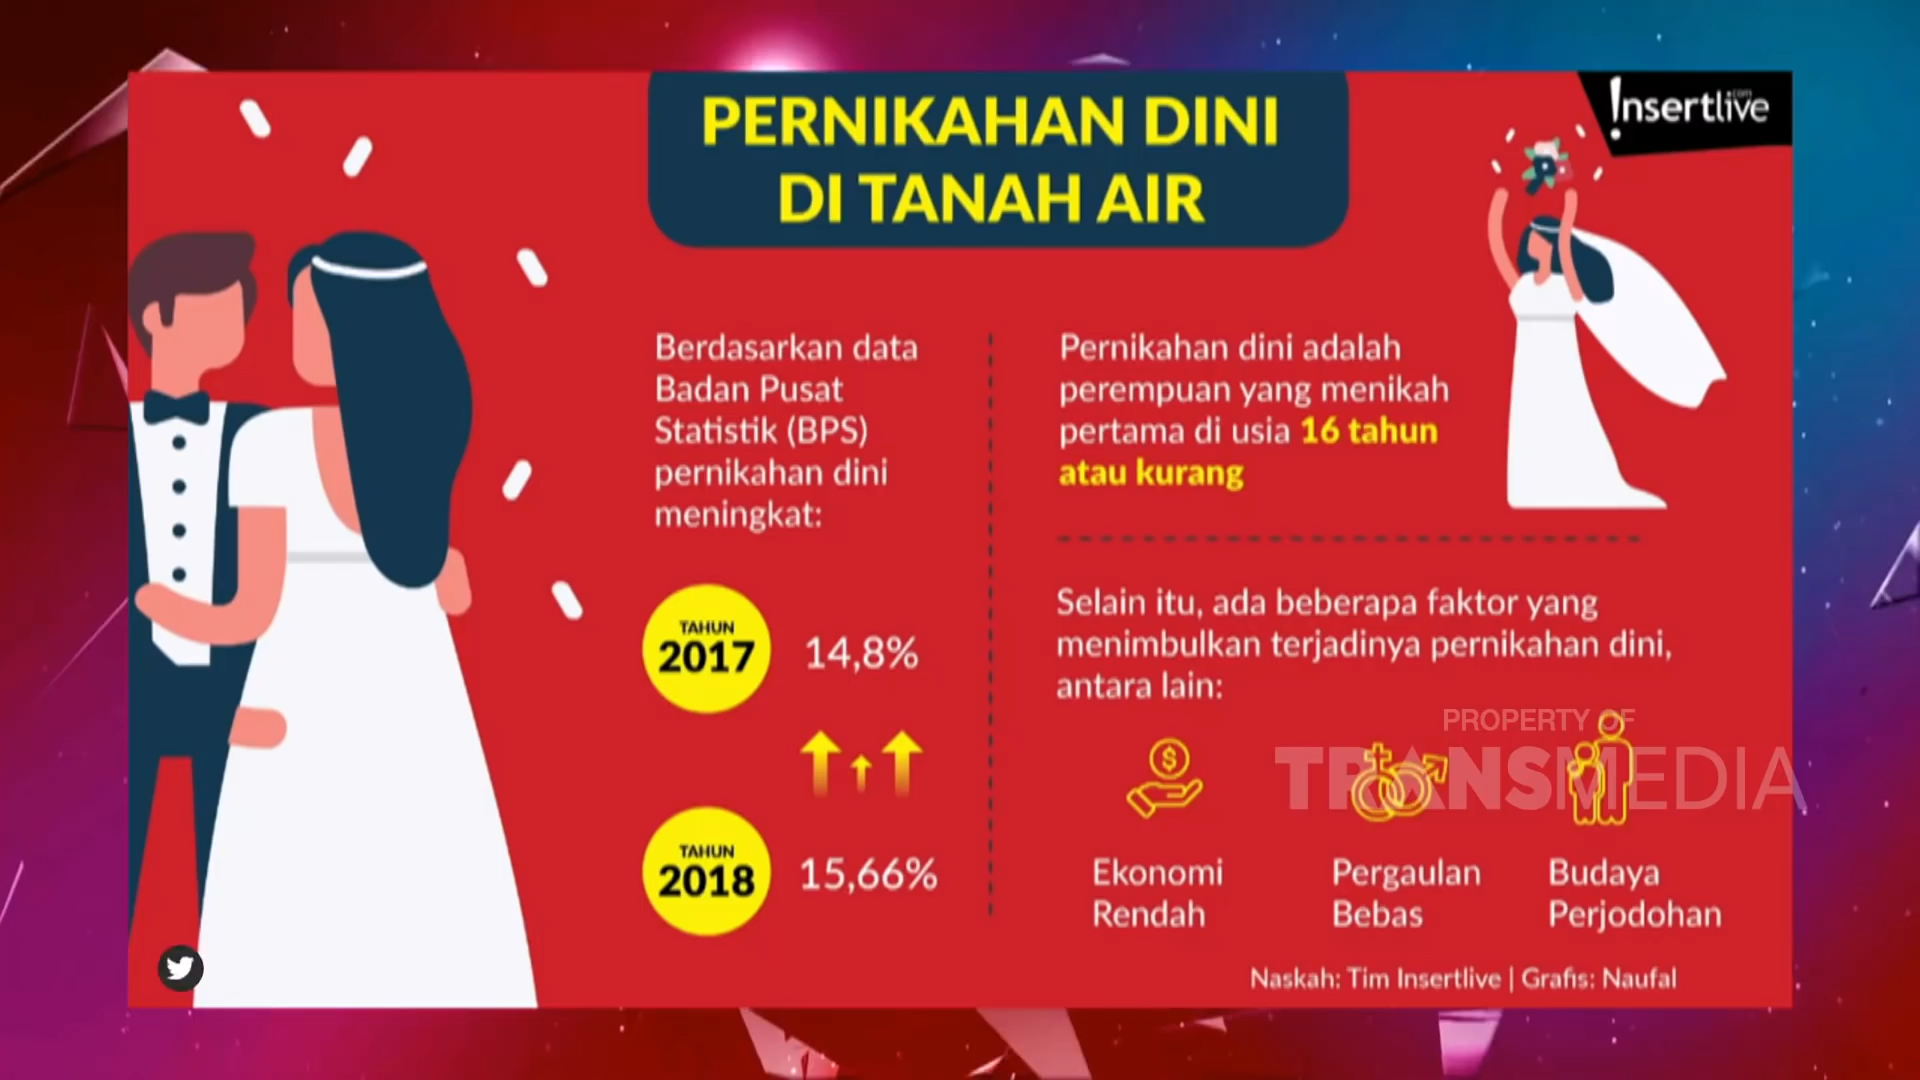 PERNIKAHAN DINI
DI TANAH AIR
!nsertlive
.com
Berdasarkan data
Badan Pusat
Statistik (BPS)
pernikahan dini
meningkat:
TAHUN
2017
14,8%
TAHUN
2018
15,66%
Pernikahan dini adalah
perempuan yang menikah
pertama di usia 16 tahun
atau kurang
Selain itu, ada beberapa faktor yang
menimbulkan terjadinya pernikahan dini,
antara lain:
PROPERTY OF
TRANSMEDIA
$
Ekonomi
Rendah
Pergaulan
Bebas
Budaya
Perjodohan
Naskah: Tim Insertlive | Grafis: Naufal